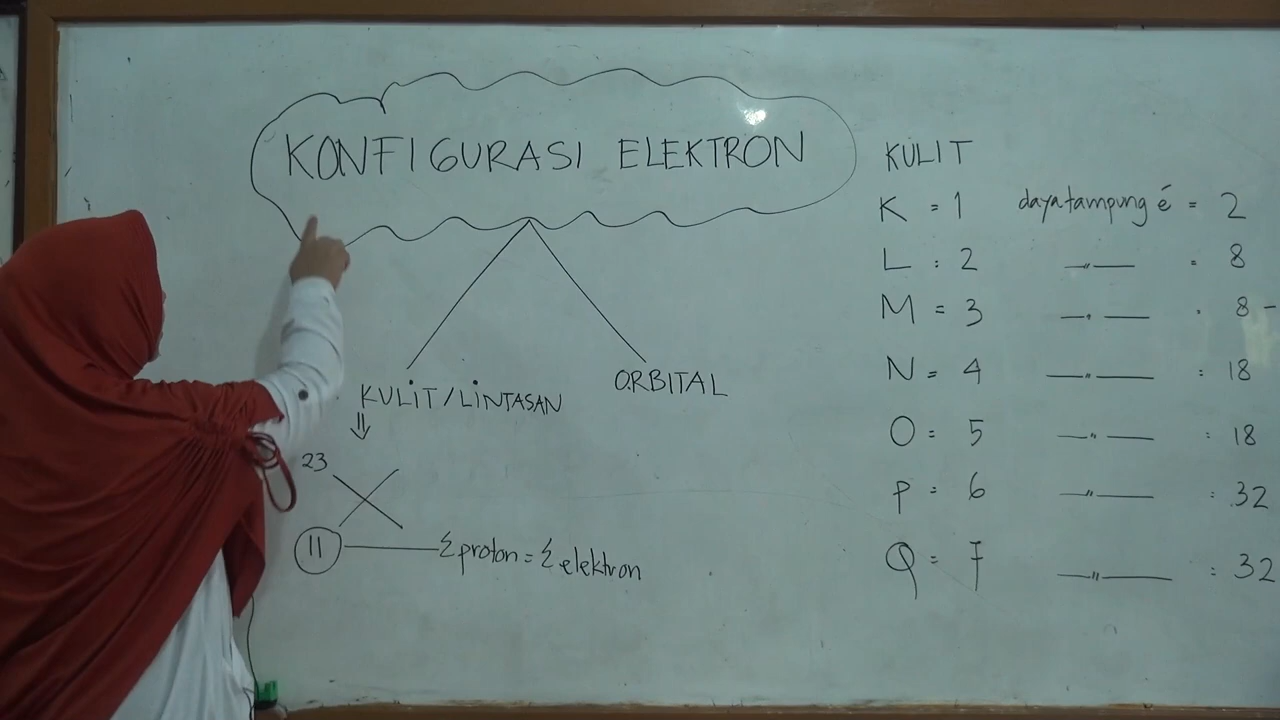 KONFIGURASI ELEKTRON
KULIT/LINTASAN
ORBITAL
23
X
11
Σproton = Σelektron
KULIT
K = 1 dayatampung é = 2
L : 2 —"— = 8
M = 3 —"— = 8 -
N = 4 —"— : 18
O = 5 —"— : 18
P = 6 —"— : 32
Q = 7 —"— : 32